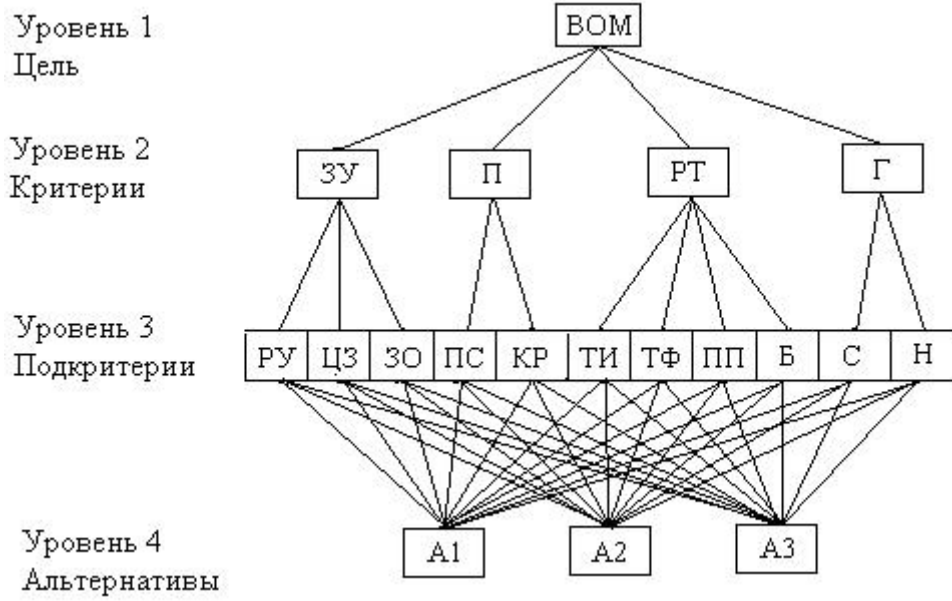 Уровень 1
Цель
ВОМ
Уровень 2
Критерии
ЗУ
П
РТ
Г
Уровень 3
Подкритерии
РУ ЦЗ ЗО ПС КР ТИ ТФ ПП Б С Н
Уровень 4
Альтернативы
А1
А2
А3